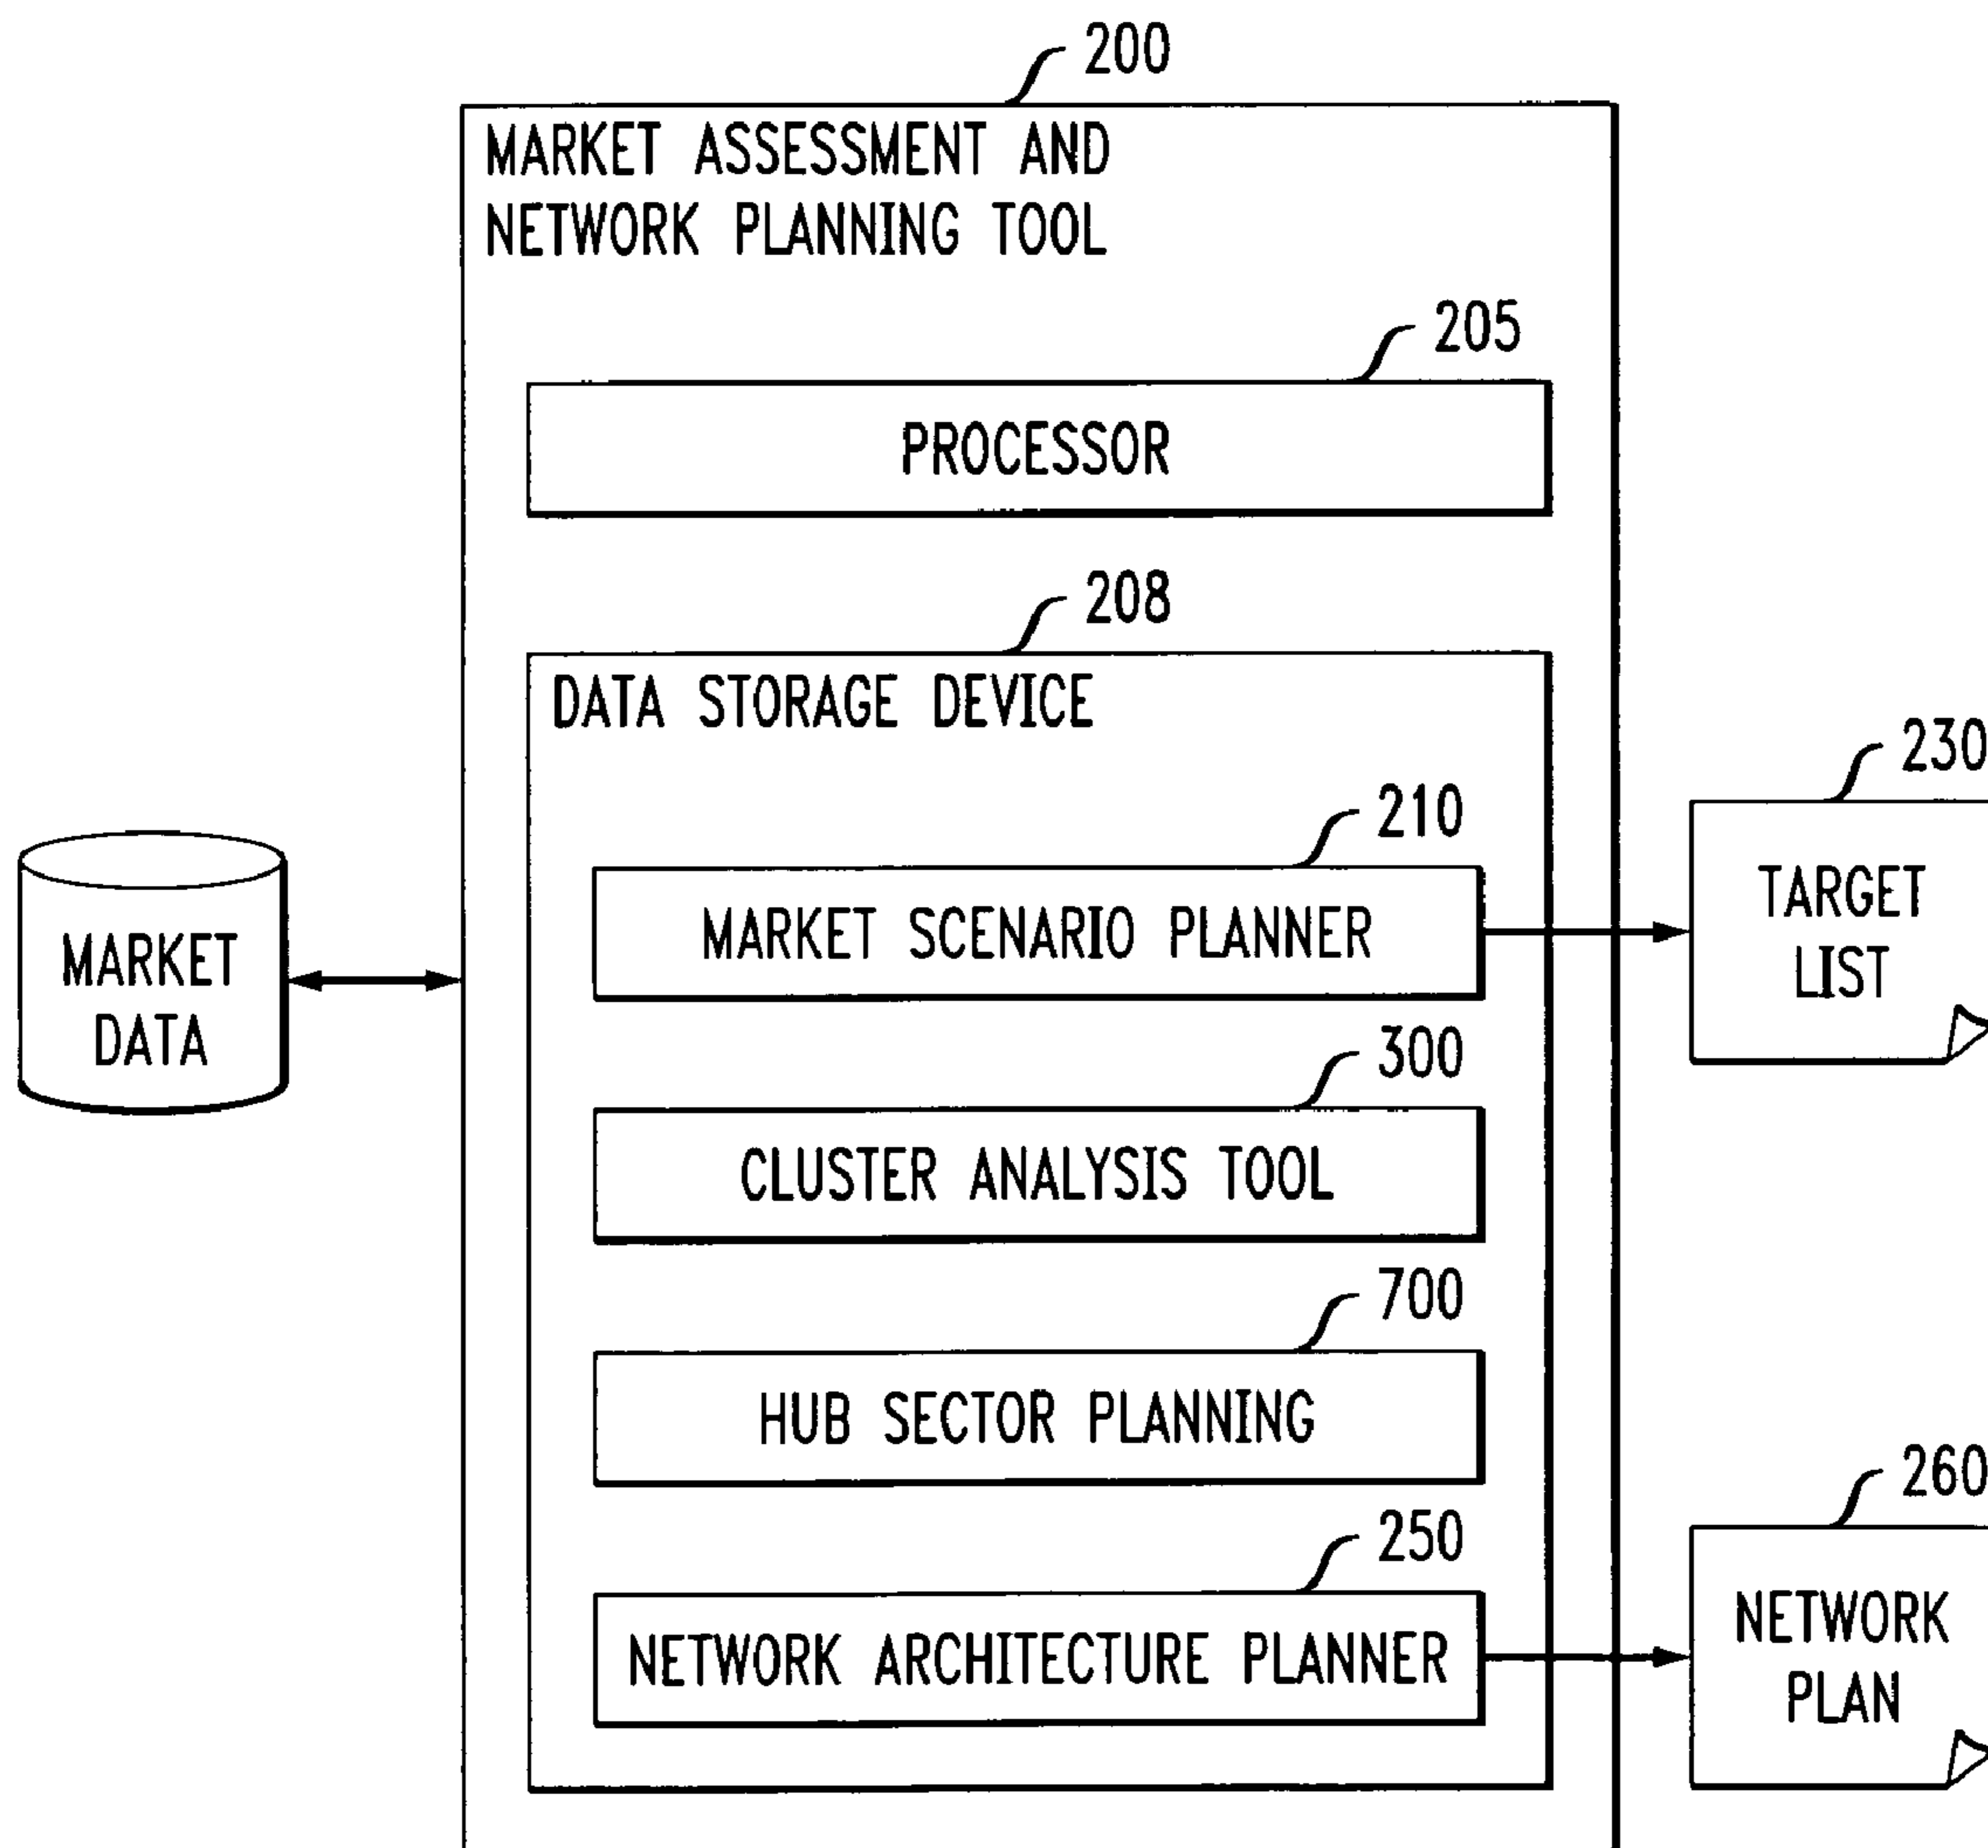 200
MARKET ASSESSMENT AND
NETWORK PLANNING TOOL
205
PROCESSOR
208
DATA STORAGE DEVICE
230
210
TARGET
LIST
MARKET SCENARIO PLANNER
MARKET
DATA
300
CLUSTER ANALYSIS TOOL
700
HUB SECTOR PLANNING
260
250
NETWORK
PLAN
NETWORK ARCHITECTURE PLANNER